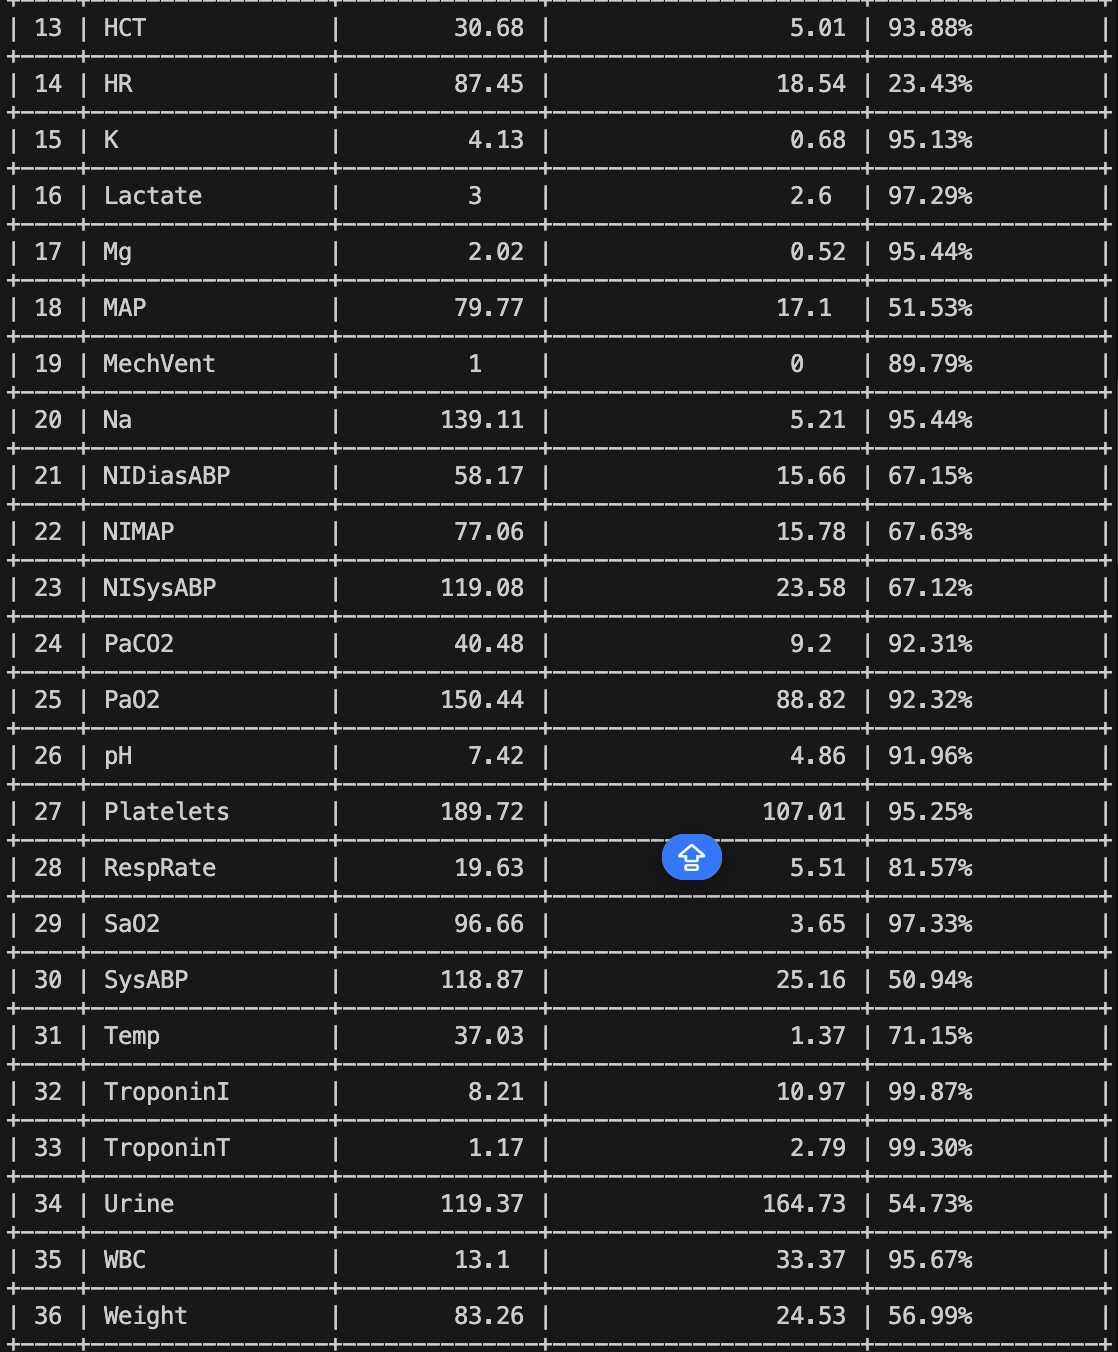 | 13 | HCT | 30.68 | 5.01 | 93.88% |
| 14 | HR | 87.45 | 18.54 | 23.43% |
| 15 | K | 4.13 | 0.68 | 95.13% |
| 16 | Lactate | 3 | 2.6 | 97.29% |
| 17 | Mg | 2.02 | 0.52 | 95.44% |
| 18 | MAP | 79.77 | 17.1 | 51.53% |
| 19 | MechVent | 1 | 0 | 89.79% |
| 20 | Na | 139.11 | 5.21 | 95.44% |
| 21 | NIDiasABP | 58.17 | 15.66 | 67.15% |
| 22 | NIMAP | 77.06 | 15.78 | 67.63% |
| 23 | NISysABP | 119.08 | 23.58 | 67.12% |
| 24 | PaCO2 | 40.48 | 9.2 | 92.31% |
| 25 | PaO2 | 150.44 | 88.82 | 92.32% |
| 26 | pH | 7.42 | 4.86 | 91.96% |
| 27 | Platelets | 189.72 | 107.01 | 95.25% |
| 28 | RespRate | 19.63 | 5.51 | 81.57% |
| 29 | SaO2 | 96.66 | 3.65 | 97.33% |
| 30 | SysABP | 118.87 | 25.16 | 50.94% |
| 31 | Temp | 37.03 | 1.37 | 71.15% |
| 32 | TroponinI | 8.21 | 10.97 | 99.87% |
| 33 | TroponinT | 1.17 | 2.79 | 99.30% |
| 34 | Urine | 119.37 | 164.73 | 54.73% |
| 35 | WBC | 13.1 | 33.37 | 95.67% |
| 36 | Weight | 83.26 | 24.53 | 56.99% |